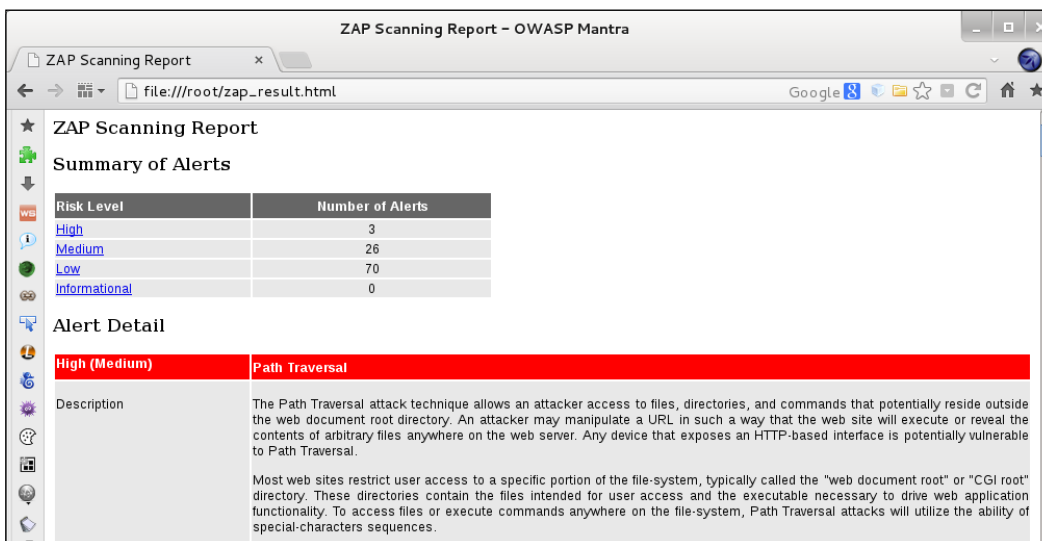 ZAP Scanning Report - OWASP Mantra
ZAP Scanning Report
file:///root/zap_result.html
Google
8
WS
ZAP Scanning Report
Summary of Alerts
Risk Level Number of Alerts
High 3
Medium 26
Low 70
Informational 0
Alert Detail
High (Medium) Path Traversal
Description
The Path Traversal attack technique allows an attacker access to files, directories, and commands that potentially reside outside
the web document root directory. An attacker may manipulate a URL in such a way that the web site will execute or reveal the
contents of arbitrary files anywhere on the web server. Any device that exposes an HTTP-based interface is potentially vulnerable
to Path Traversal.
Most web sites restrict user access to a specific portion of the file-system, typically called the "web document root" or "CGI root"
directory. These directories contain the files intended for user access and the executable necessary to drive web application
functionality. To access files or execute commands anywhere on the file-system, Path Traversal attacks will utilize the ability of
special-characters sequences.